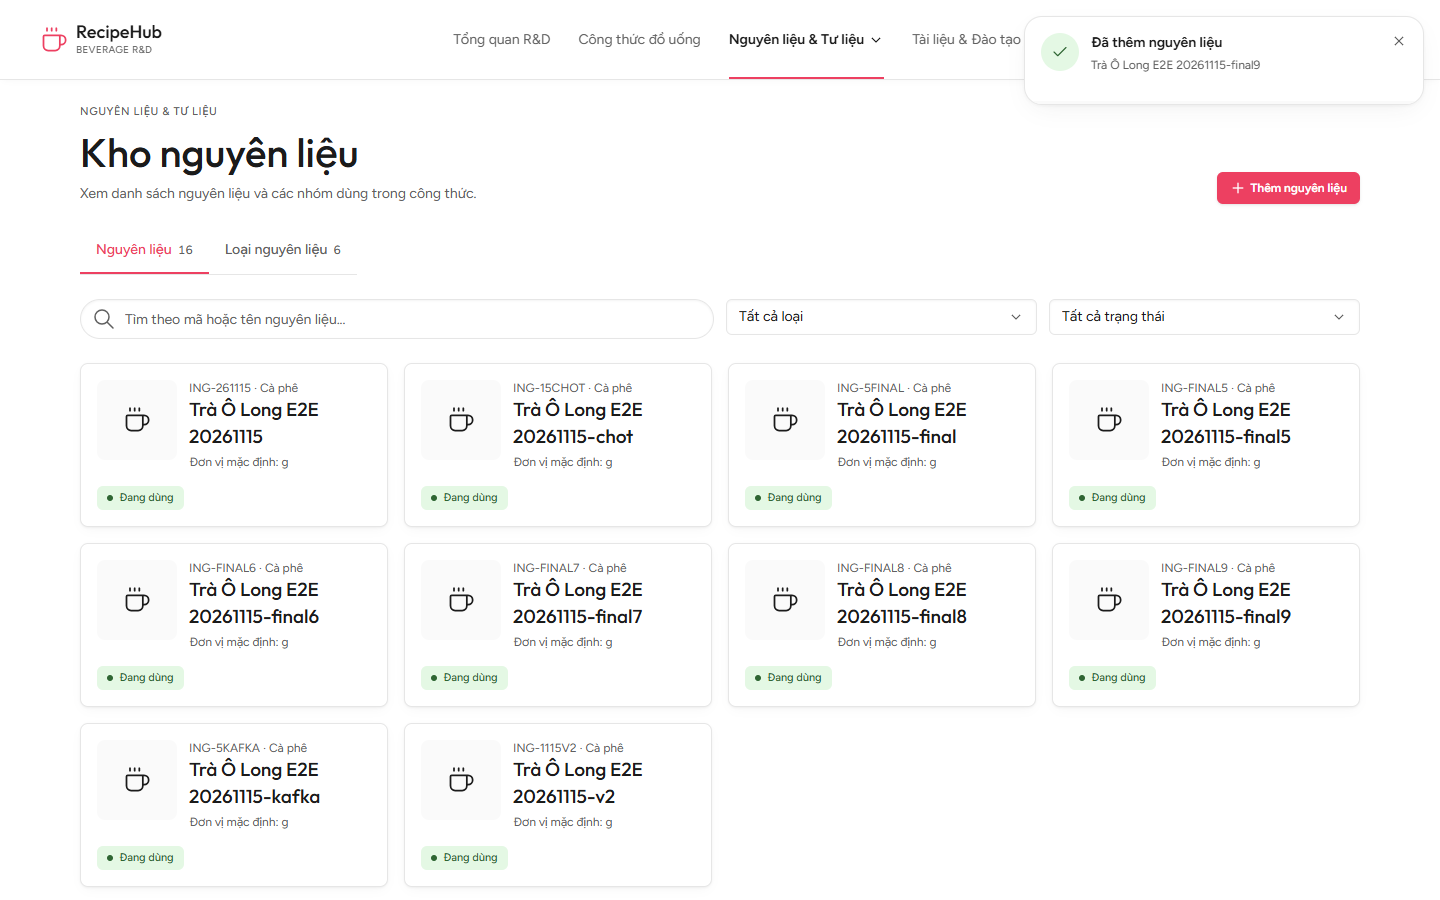 RecipeHub
BEVERAGE R&D
Tổng quan R&D
Công thức đồ uống
Nguyên liệu & Tư liệu
Tài liệu & Đào tạo
Đã thêm nguyên liệu
Trà Ô Long E2E 20261115-final9
NGUYÊN LIỆU & TƯ LIỆU
Kho nguyên liệu
Xem danh sách nguyên liệu và các nhóm dùng trong công thức.
Thêm nguyên liệu
Nguyên liệu 16
Loại nguyên liệu 6
Tìm theo mã hoặc tên nguyên liệu...
Tất cả loại
Tất cả trạng thái
ING-261115 · Cà phê
Trà Ô Long E2E
20261115
Đơn vị mặc định: g
Đang dùng
ING-15CHOT · Cà phê
Trà Ô Long E2E
20261115-chot
Đơn vị mặc định: g
Đang dùng
ING-5FINAL · Cà phê
Trà Ô Long E2E
20261115-final
Đơn vị mặc định: g
Đang dùng
ING-FINAL5 · Cà phê
Trà Ô Long E2E
20261115-final5
Đơn vị mặc định: g
Đang dùng
ING-FINAL6 · Cà phê
Trà Ô Long E2E
20261115-final6
Đơn vị mặc định: g
Đang dùng
ING-FINAL7 · Cà phê
Trà Ô Long E2E
20261115-final7
Đơn vị mặc định: g
Đang dùng
ING-FINAL8 · Cà phê
Trà Ô Long E2E
20261115-final8
Đơn vị mặc định: g
Đang dùng
ING-FINAL9 · Cà phê
Trà Ô Long E2E
20261115-final9
Đơn vị mặc định: g
Đang dùng
ING-5KAFKA · Cà phê
Trà Ô Long E2E
20261115-kafka
Đơn vị mặc định: g
Đang dùng
ING-1115V2 · Cà phê
Trà Ô Long E2E
20261115-v2
Đơn vị mặc định: g
Đang dùng